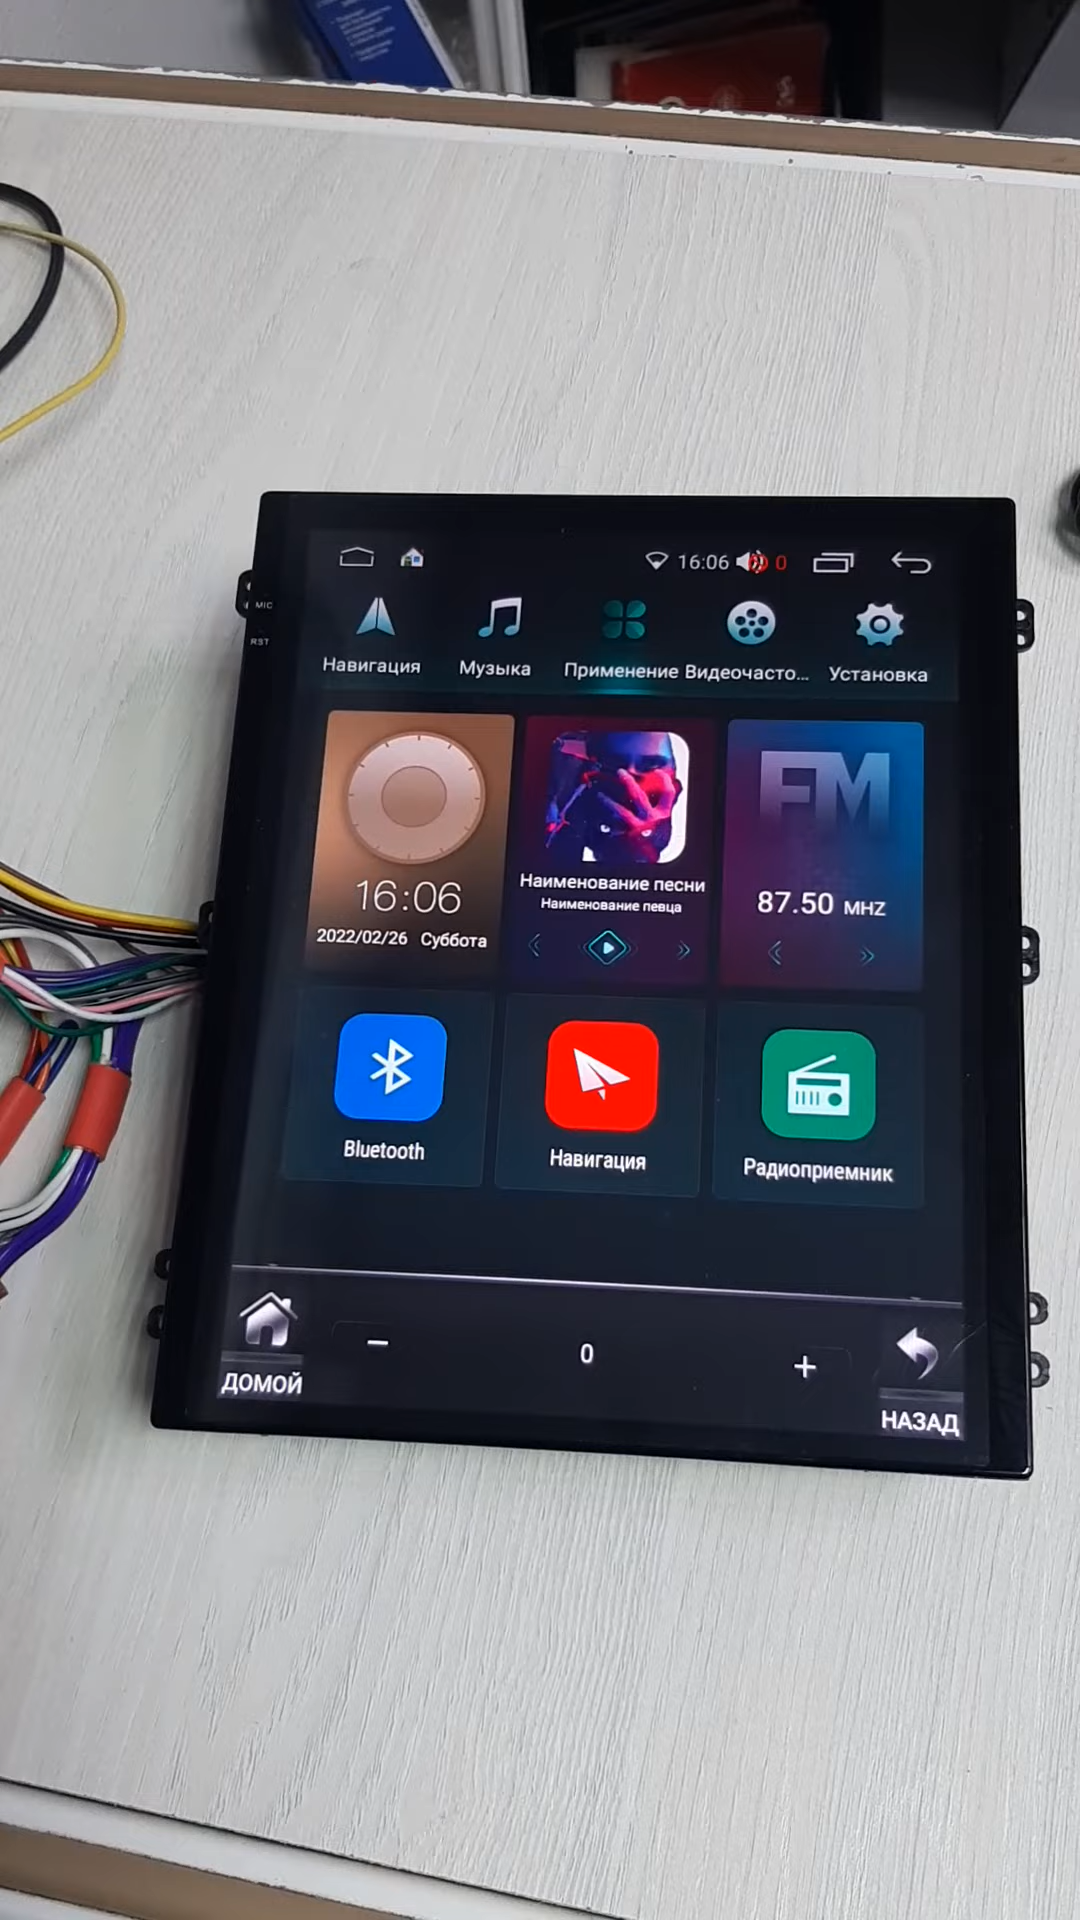 16:06 0
MIC
RST
Навигация Музыка Применение Видеочасто... Установка
FM
16:06
2022/02/26 Суббота
Наименование песни
Наименование певца
87.50 MHZ
Bluetooth
Навигация
Радиоприемник
ДОМОЙ
− 0 +
НАЗАД